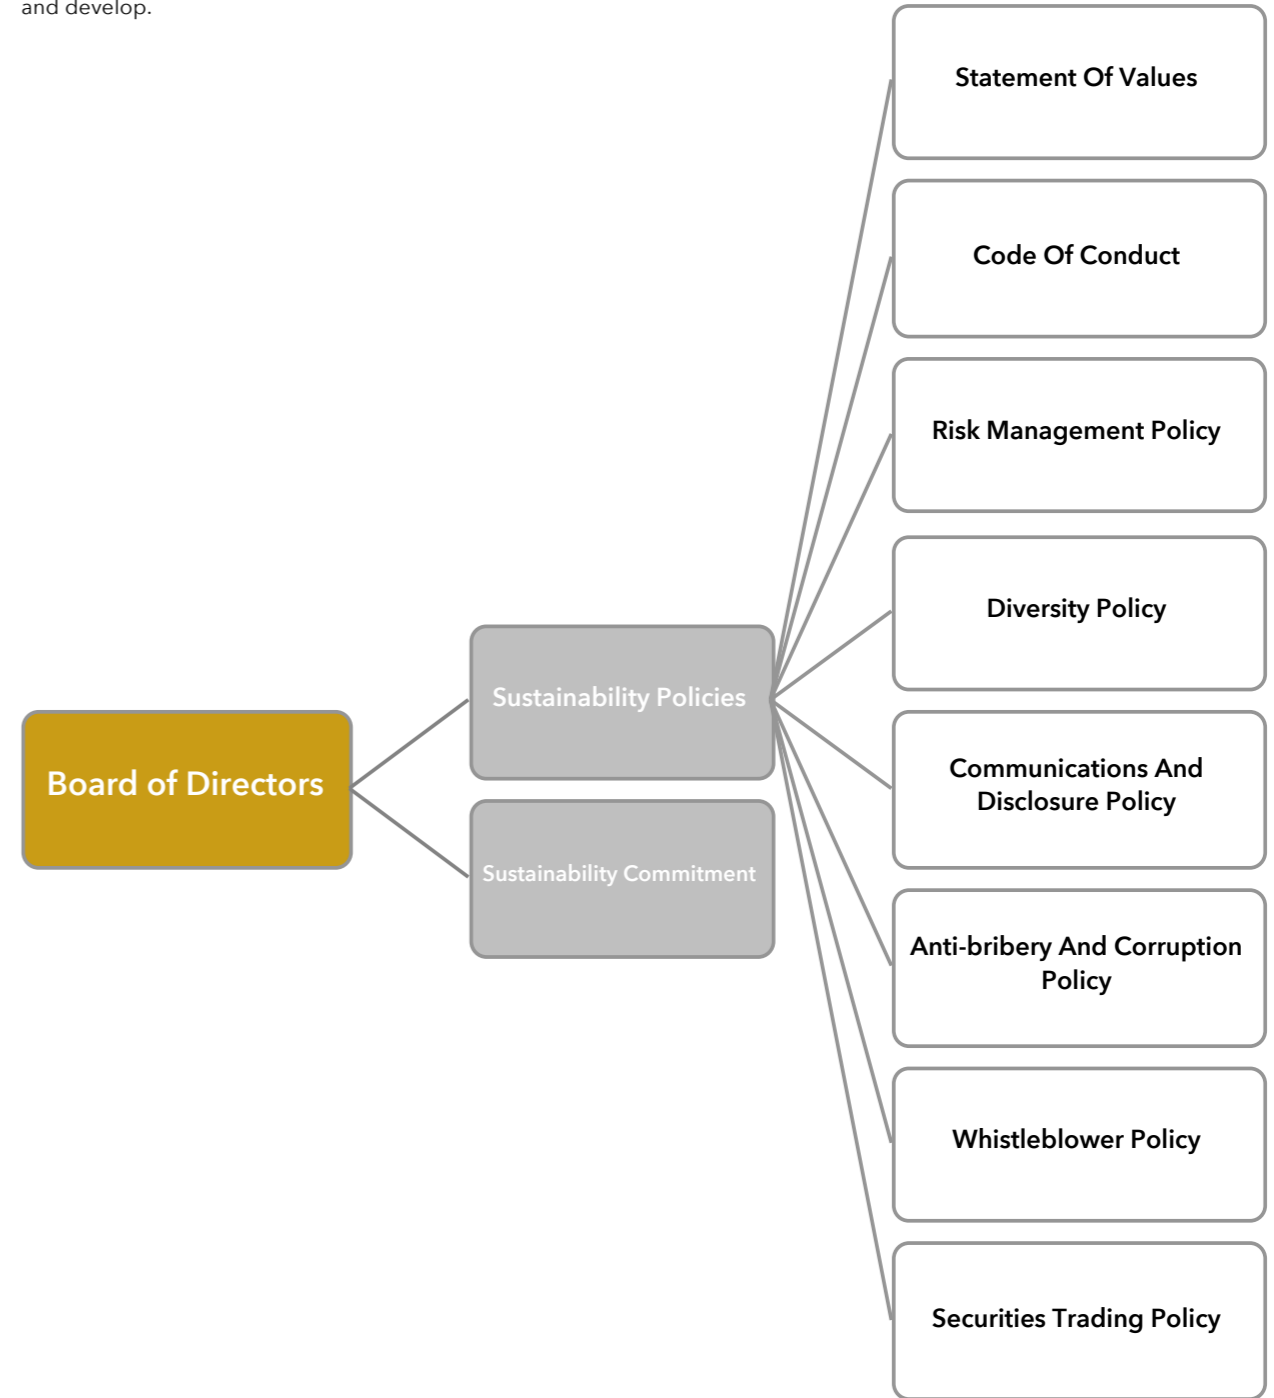 and develop.
Statement Of Values
Code Of Conduct
Risk Management Policy
Diversity Policy
Sustainability Policies
Board of Directors
Communications And
Disclosure Policy
Sustainability Commitment
Anti-bribery And Corruption
Policy
Whistleblower Policy
Securities Trading Policy